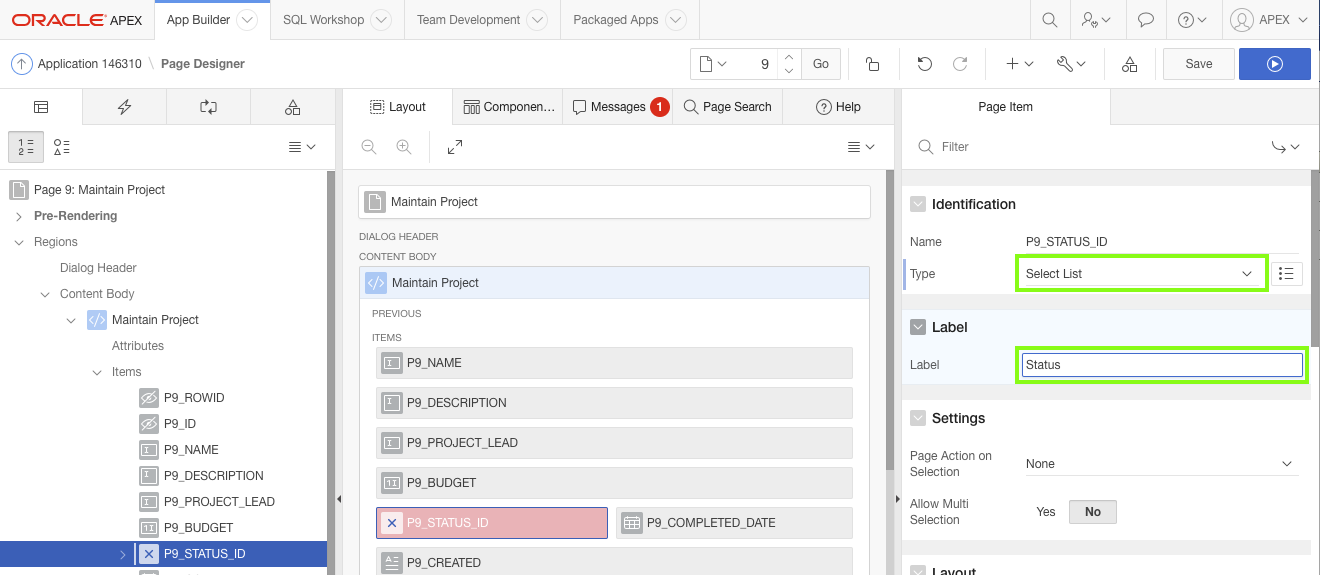 ORACLE APEX App Builder SQL Workshop Team Development Packaged Apps APEX
Application 146310 \ Page Designer 9 Go Save
Layout Componen... Messages 1 Page Search Help Page Item
Filter
Page 9: Maintain Project
Pre-Rendering
Regions
Dialog Header
Content Body
Maintain Project
Attributes
Items
P9_ROWID
P9_ID
P9_NAME
P9_DESCRIPTION
P9_PROJECT_LEAD
P9_BUDGET
P9_STATUS_ID
Maintain Project
DIALOG HEADER
CONTENT BODY
Maintain Project
PREVIOUS
ITEMS
P9_NAME
P9_DESCRIPTION
P9_PROJECT_LEAD
P9_BUDGET
P9_STATUS_ID P9_COMPLETED_DATE
P9_CREATED
Identification
Name P9_STATUS_ID
Type Select List
Label
Label Status
Settings
Page Action on
Selection
None
Allow Multi
Selection
Yes No
Layout